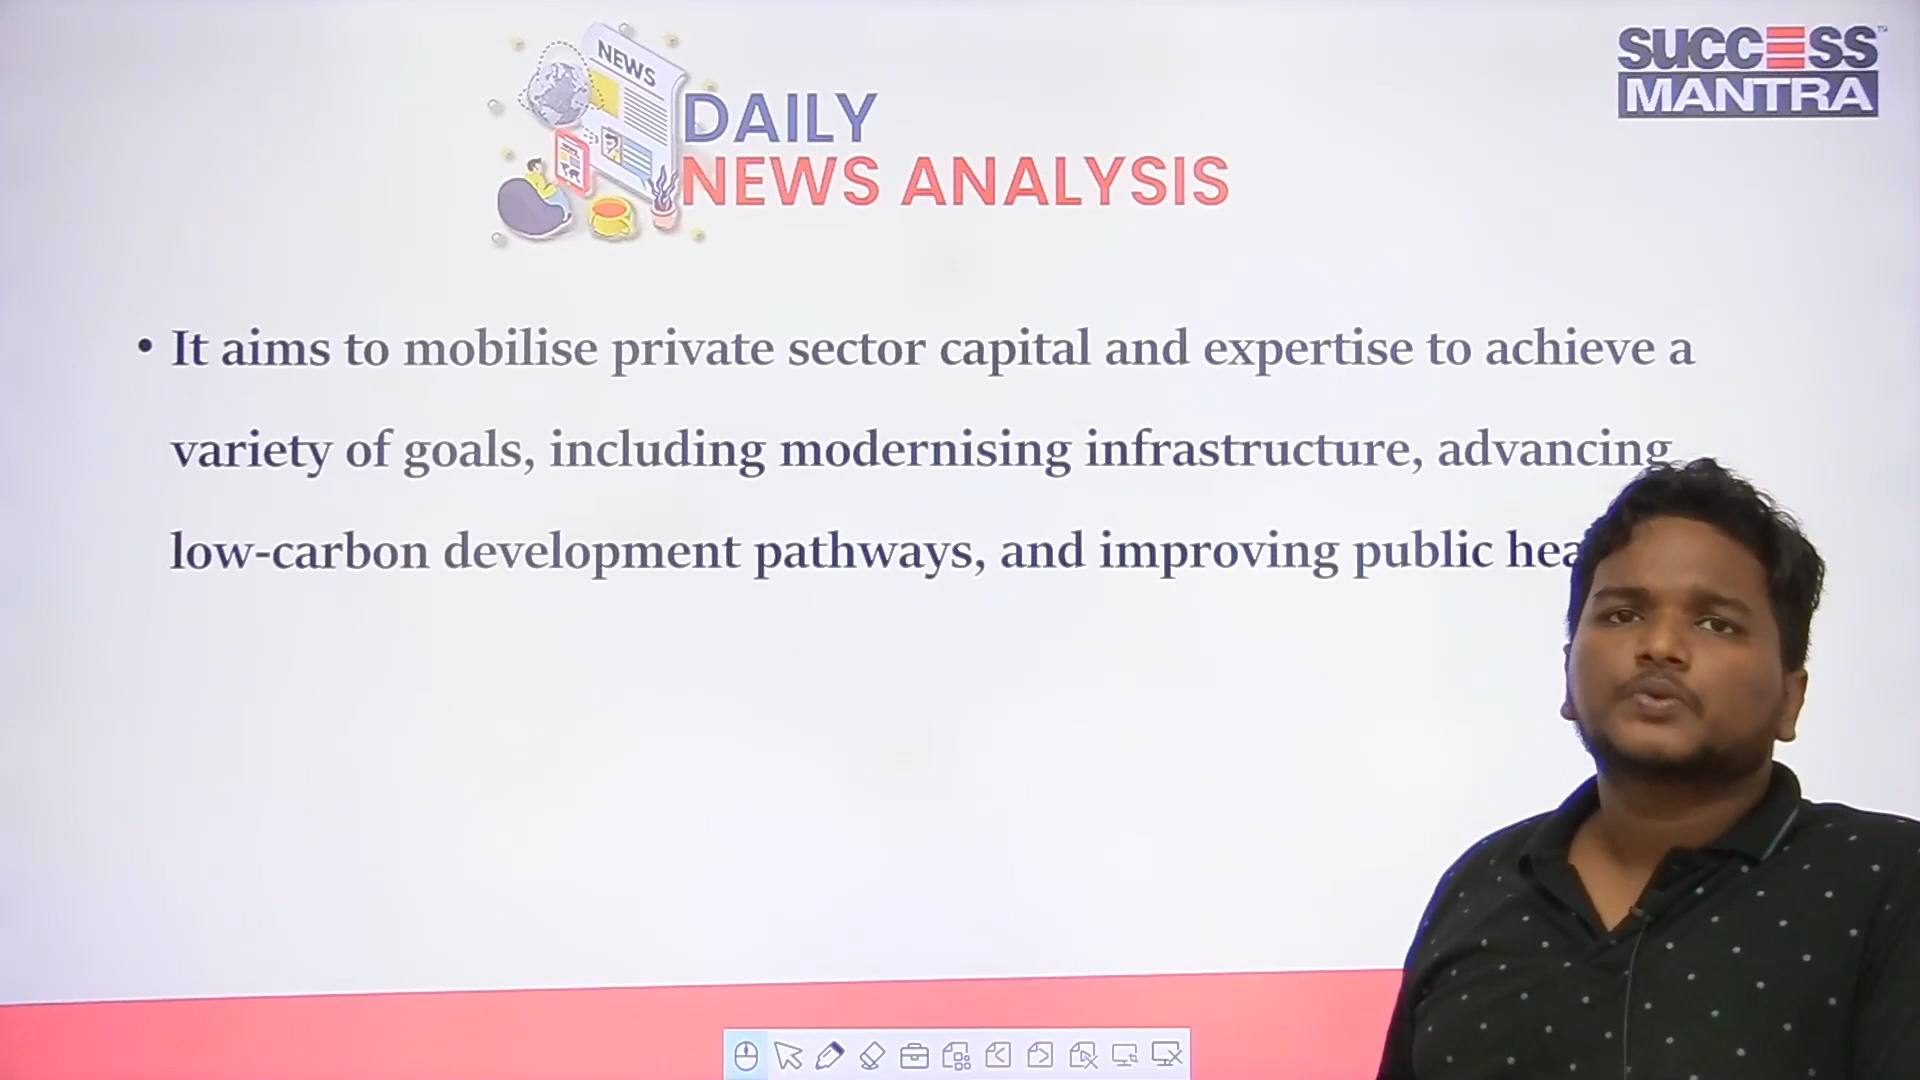 NEWS
DAILY
NEWS ANALYSIS
SUCCESS
MANTRA
• It aims to mobilise private sector capital and expertise to achieve a
variety of goals, including modernising infrastructure, advancing
low-carbon development pathways, and improving public